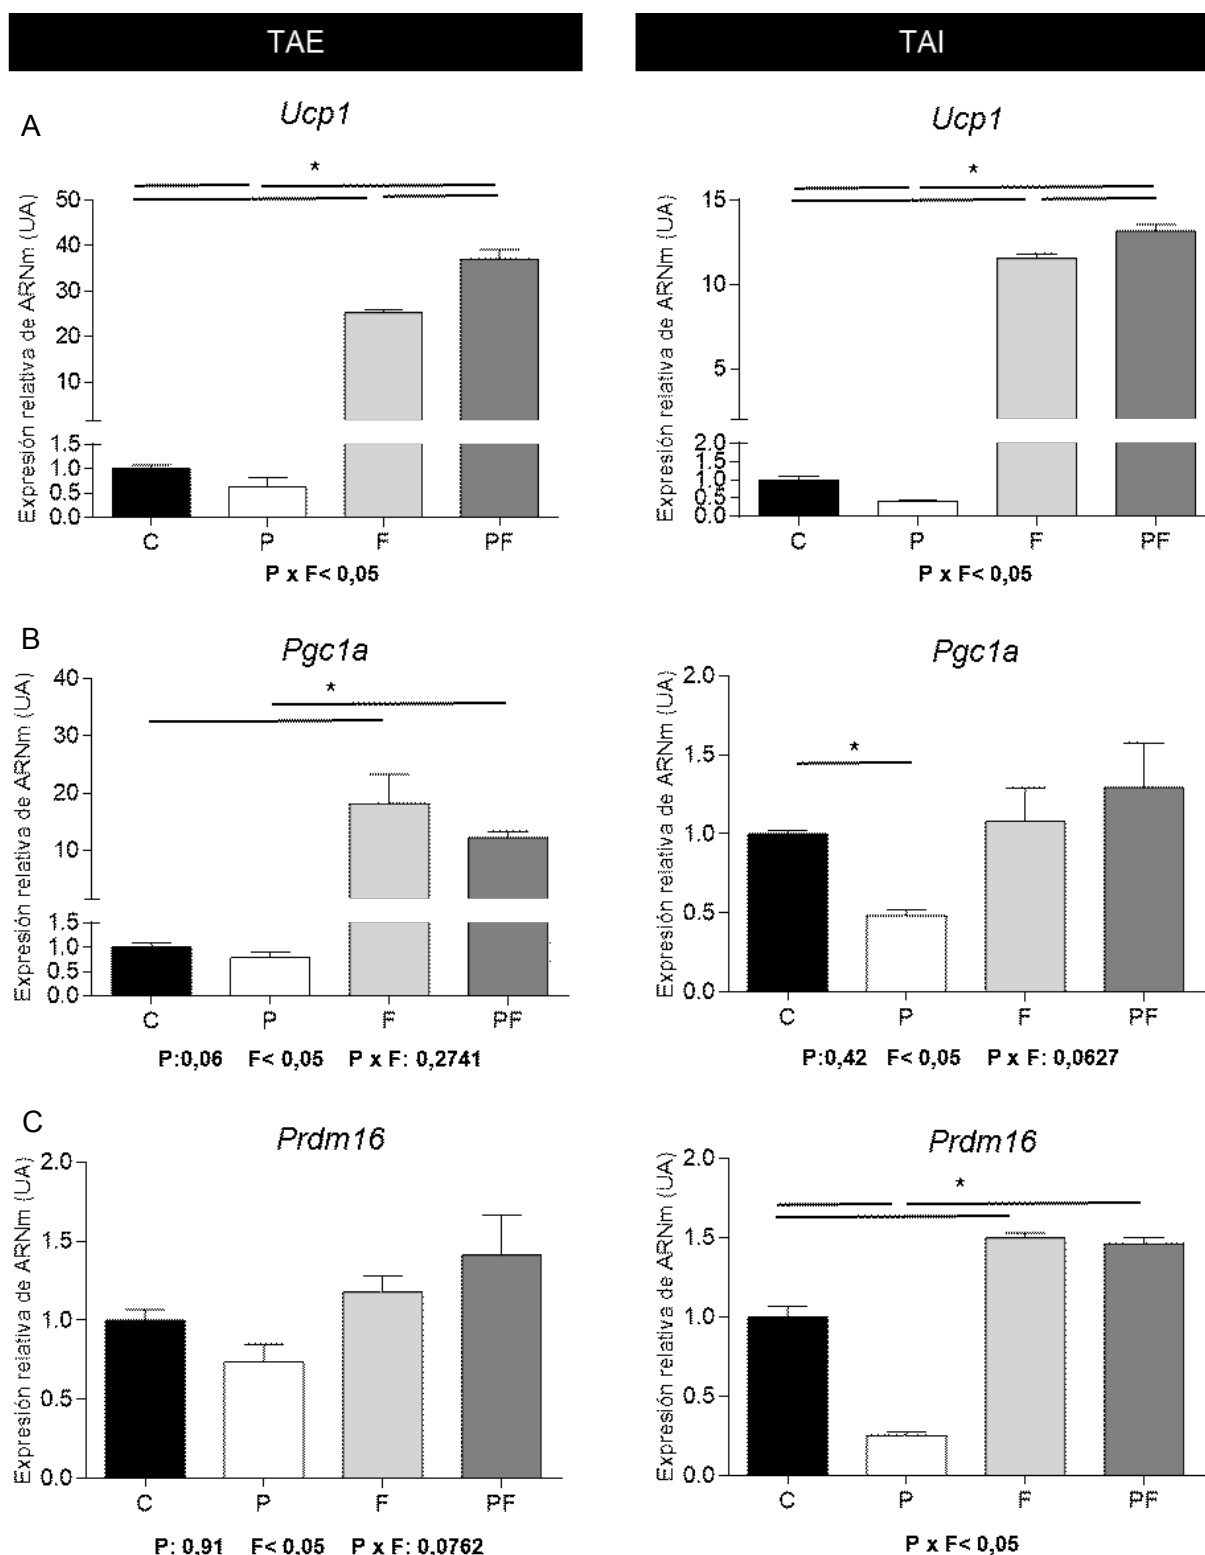 TAE
TAI
A
Ucp1
*
Expresión relativa de ARNm (UA)
50
40
30
20
10
1.5
1.0
0.5
0.0
C P F PF
P x F< 0,05
Ucp1
*
Expresión relativa de ARNm (UA)
15
10
5
2.0
1.5
1.0
0.5
0.0
C P F PF
P x F< 0,05
B
Pgc1a
*
Expresión relativa de ARNm (UA)
40
30
20
10
1.5
1.0
0.5
0.0
C P F PF
P:0,06 F< 0,05 P x F: 0,2741
Pgc1a
*
Expresión relativa de ARNm (UA)
2.0
1.5
1.0
0.5
0.0
C P F PF
P:0,42 F< 0,05 P x F: 0,0627
C
Prdm16
Expresión relativa de ARNm (UA)
2.0
1.5
1.0
0.5
0.0
C P F PF
P: 0,91 F< 0,05 P x F: 0,0762
Prdm16
*
Expresión relativa de ARNm (UA)
2.0
1.5
1.0
0.5
0.0
C P F PF
P x F< 0,05